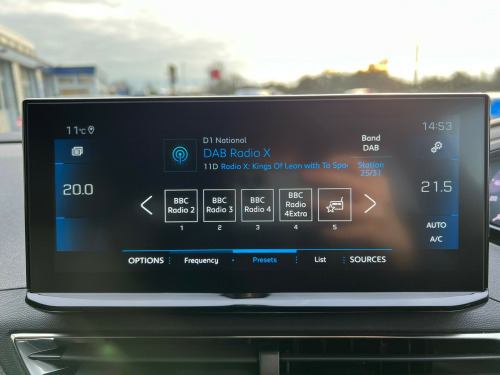 11°C
14:53
D1 National
DAB Radio X
11D Radio X: Kings Of Leon with To Spac
Band
DAB
Station
25/31
20.0
21.5
BBC
Radio 2
BBC
Radio 3
BBC
Radio 4
BBC
Radio
4Extra
1
2
3
4
5
AUTO
A/C
OPTIONS
Frequency
Presets
List
SOURCES